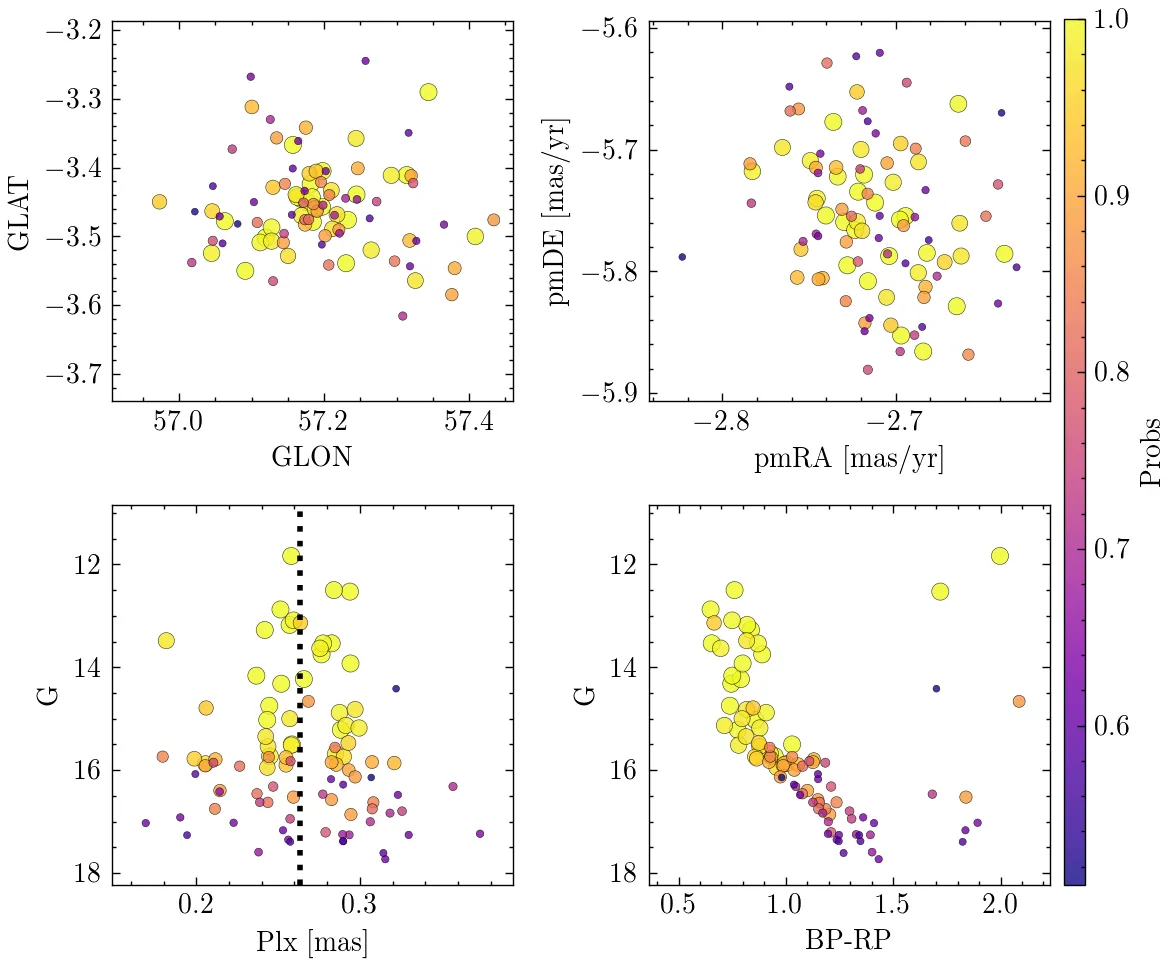 −3.2
−3.3
−3.4
−3.5
−3.6
−3.7
GLAT
57.0 57.2 57.4
GLON
−5.6
−5.7
−5.8
−5.9
pmDE [mas/yr]
−2.8 −2.7
pmRA [mas/yr]
12
14
16
18
G
0.2 0.3
Plx [mas]
12
14
16
18
G
0.5 1.0 1.5 2.0
BP-RP
1.0
0.9
0.8
0.7
0.6
Probs